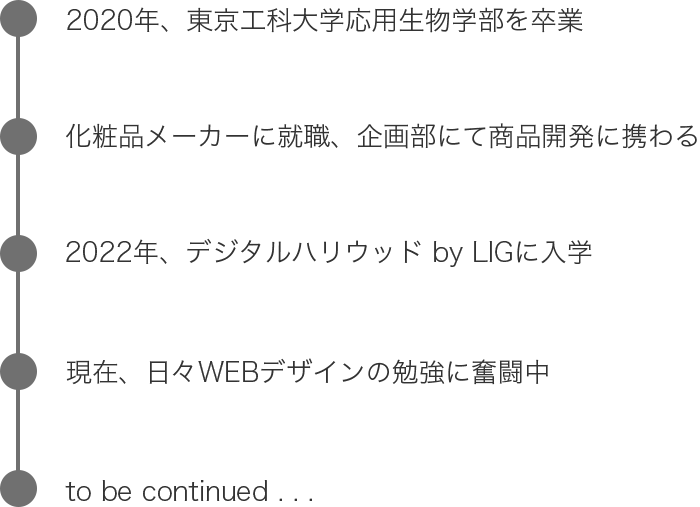 2020年、東京工科大学応用生物学部を卒業
化粧品メーカーに就職、企画部にて商品開発に携わる
2022年、デジタルハリウッド by LIGに入学
現在、日々WEBデザインの勉強に奮闘中
to be continued . . .